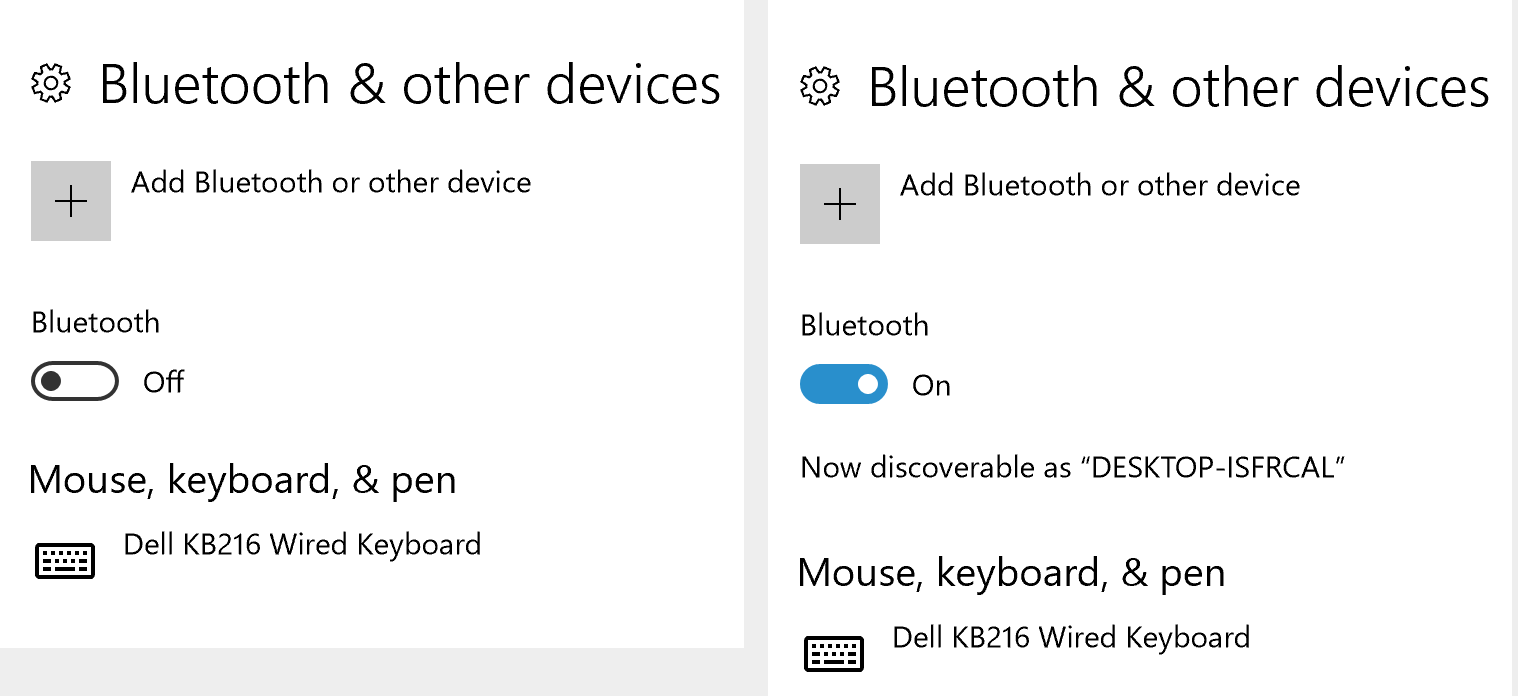 Bluetooth & other devices
Add Bluetooth or other device
Bluetooth
Off
Mouse, keyboard, & pen
Dell KB216 Wired Keyboard
Bluetooth & other devices
Add Bluetooth or other device
Bluetooth
On
Now discoverable as “DESKTOP-ISFRCAL”
Mouse, keyboard, & pen
Dell KB216 Wired Keyboard